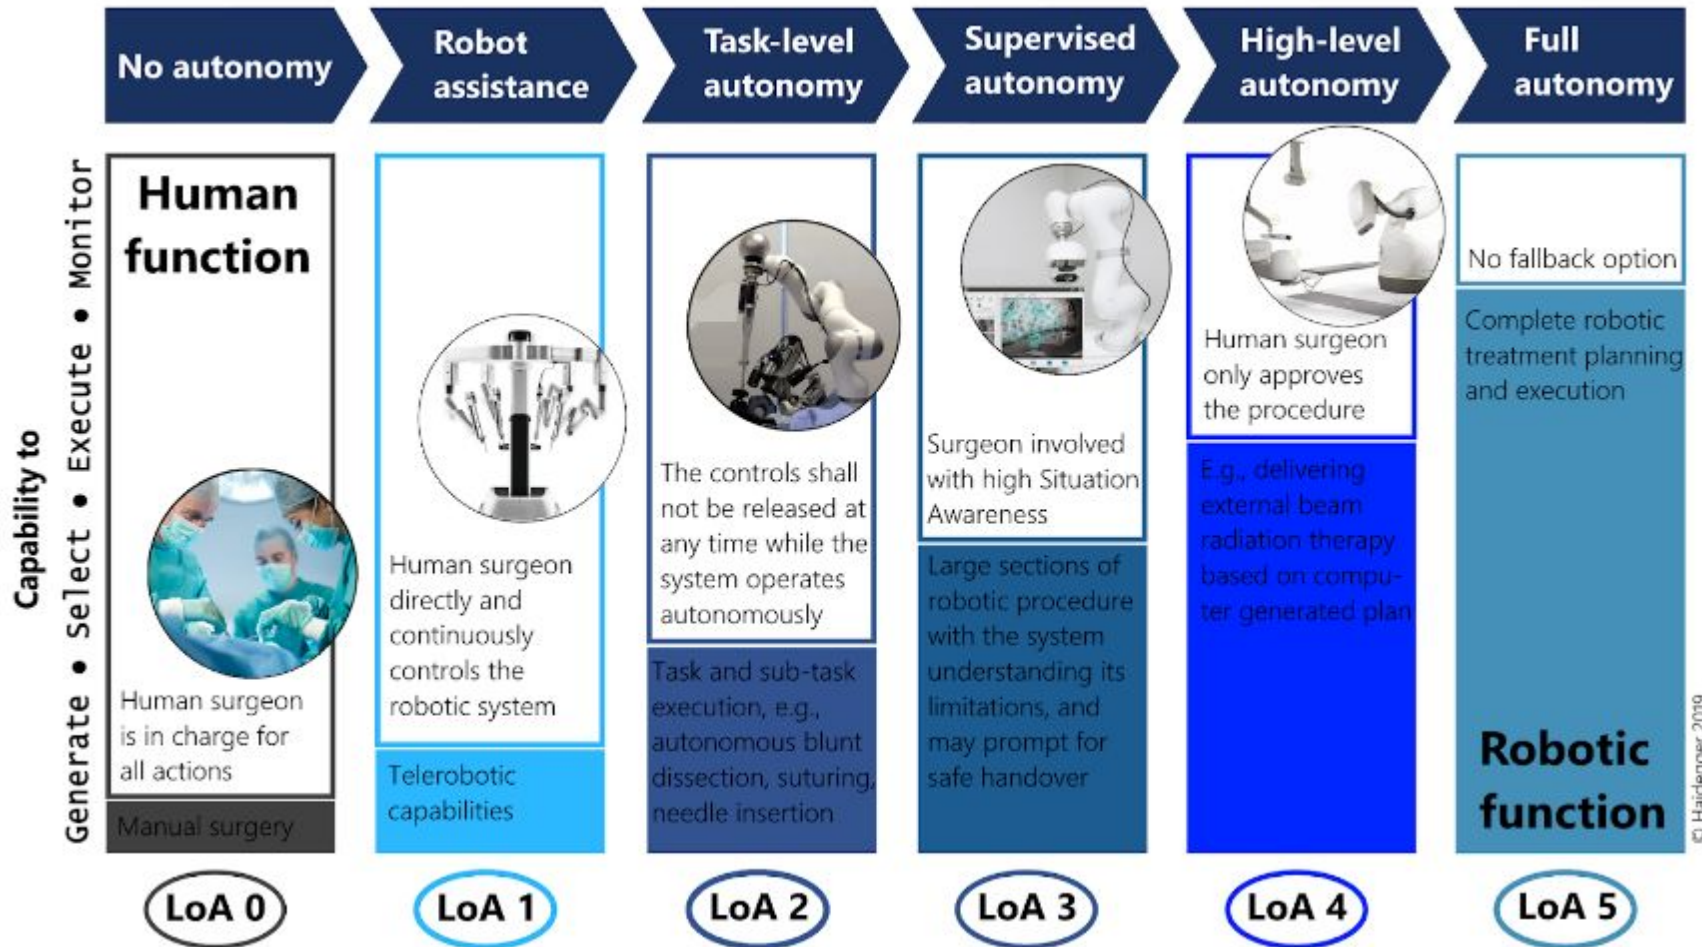 No autonomy
Robot
assistance
Task-level
autonomy
Supervised
autonomy
High-level
autonomy
Full
autonomy
Capability to
Generate • Select • Execute • Monitor
Human
function
Human surgeon
is in charge for
all actions
Manual surgery
LoA 0
Human surgeon
directly and
continuously
controls the
robotic system
Telerobotic
capabilities
LoA 1
The controls shall
not be released at
any time while the
system operates
autonomously
Task and sub-task
execution, e.g.,
autonomous blunt
dissection, suturing,
needle insertion
LoA 2
Surgeon involved
with high Situation
Awareness
Large sections of
robotic procedure
with the system
understanding its
limitations, and
may prompt for
safe handover
LoA 3
Human surgeon
only approves
the procedure
E.g., delivering
external beam
radiation therapy
based on compu-
ter generated plan
LoA 4
No fallback option
Complete robotic
treatment planning
and execution
Robotic
function
LoA 5
© Haidegger 2019